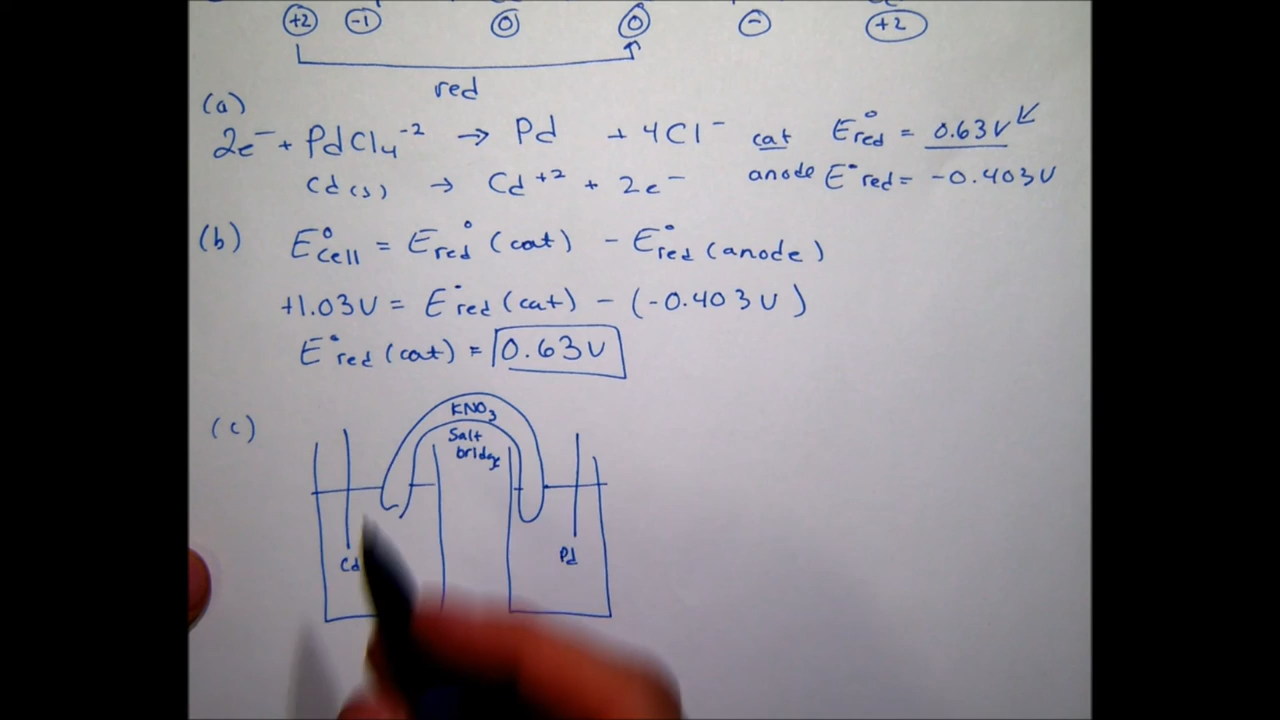 +2 -1 0 0 - +2
red
(a)
2e⁻ + PdCl₄⁻² → Pd + 4Cl⁻ cat E°red = 0.63V
Cd(s) → Cd⁺² + 2e⁻ anode E°red = -0.403V
(b) E°cell = E°red (cat) - E°red (anode)
+1.03V = E°red (cat) - (-0.403V)
E°red (cat) = 0.63V
(c)
KNO₃
Salt
bridge
Cd
Pd